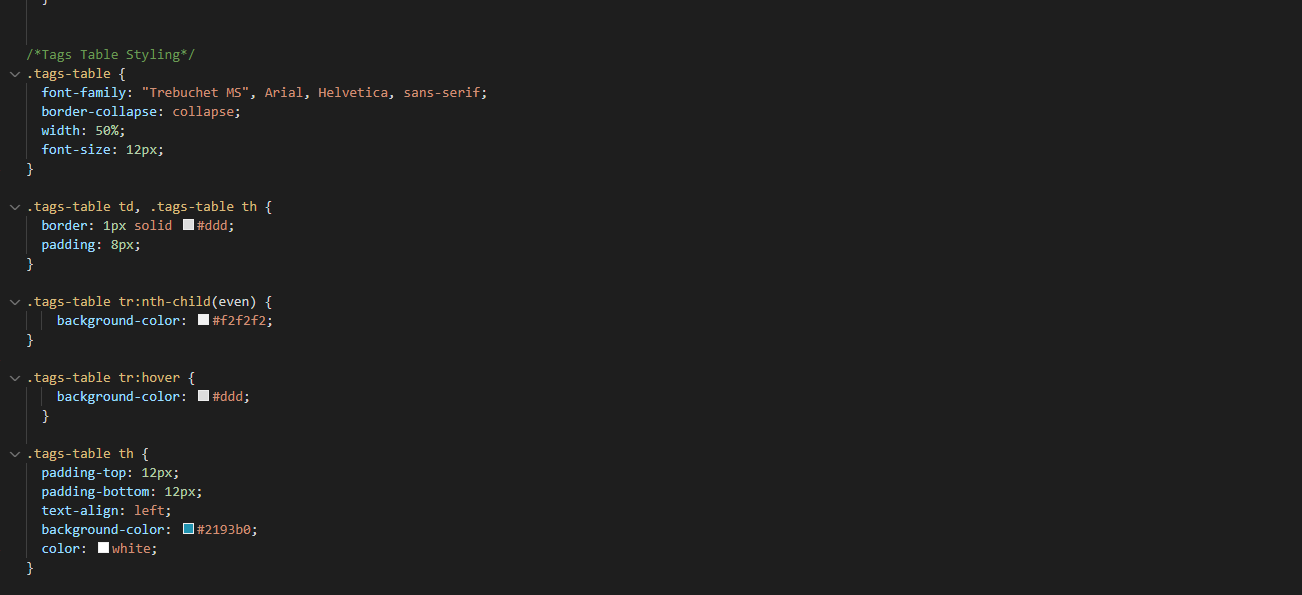 }
/*Tags Table Styling*/
.tags-table {
font-family: "Trebuchet MS", Arial, Helvetica, sans-serif;
border-collapse: collapse;
width: 50%;
font-size: 12px;
}
.tags-table td, .tags-table th {
border: 1px solid #ddd;
padding: 8px;
}
.tags-table tr:nth-child(even) {
background-color: #f2f2f2;
}
.tags-table tr:hover {
background-color: #ddd;
}
.tags-table th {
padding-top: 12px;
padding-bottom: 12px;
text-align: left;
background-color: #2193b0;
color: white;
}